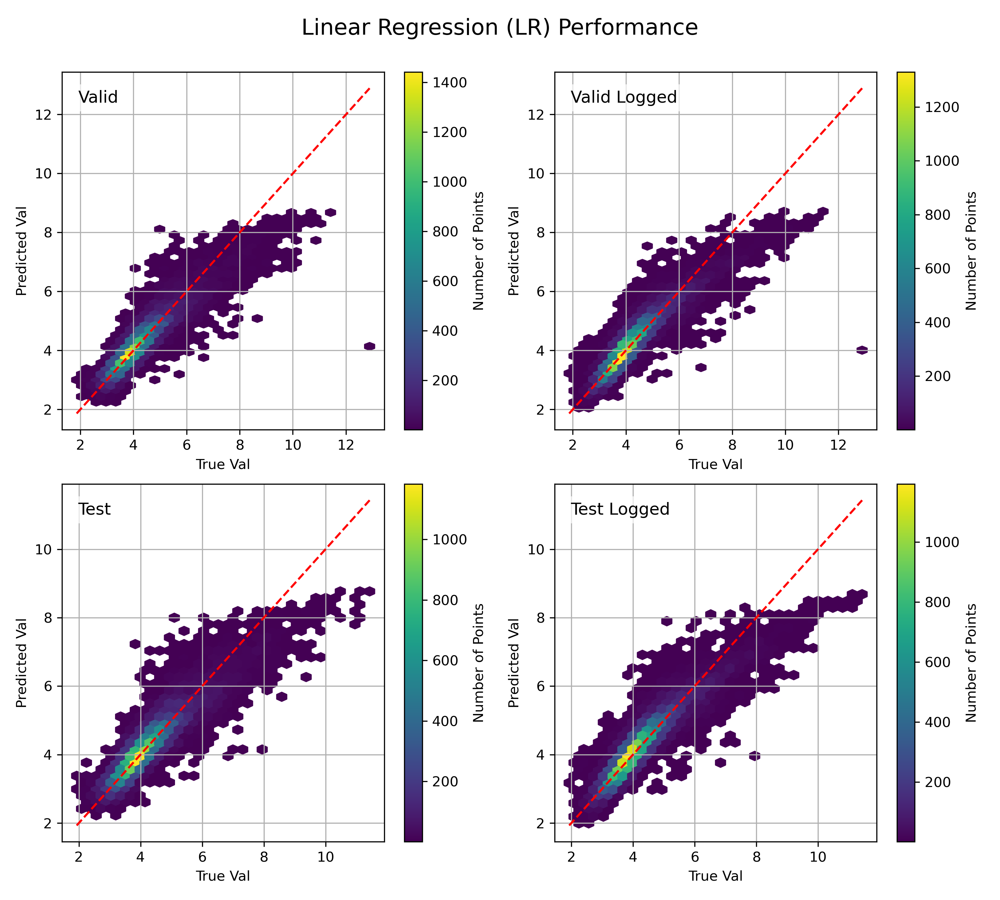 Linear Regression (LR) Performance
Valid
12
10
8
6
4
2
Predicted Val
2 4 6 8 10 12
True Val
1400
1200
1000
800
600
400
200
Number of Points
Valid Logged
12
10
8
6
4
2
Predicted Val
2 4 6 8 10 12
True Val
1200
1000
800
600
400
200
Number of Points
Test
10
8
6
4
2
Predicted Val
2 4 6 8 10
True Val
1000
800
600
400
200
Number of Points
Test Logged
10
8
6
4
2
Predicted Val
2 4 6 8 10
True Val
1000
800
600
400
200
Number of Points